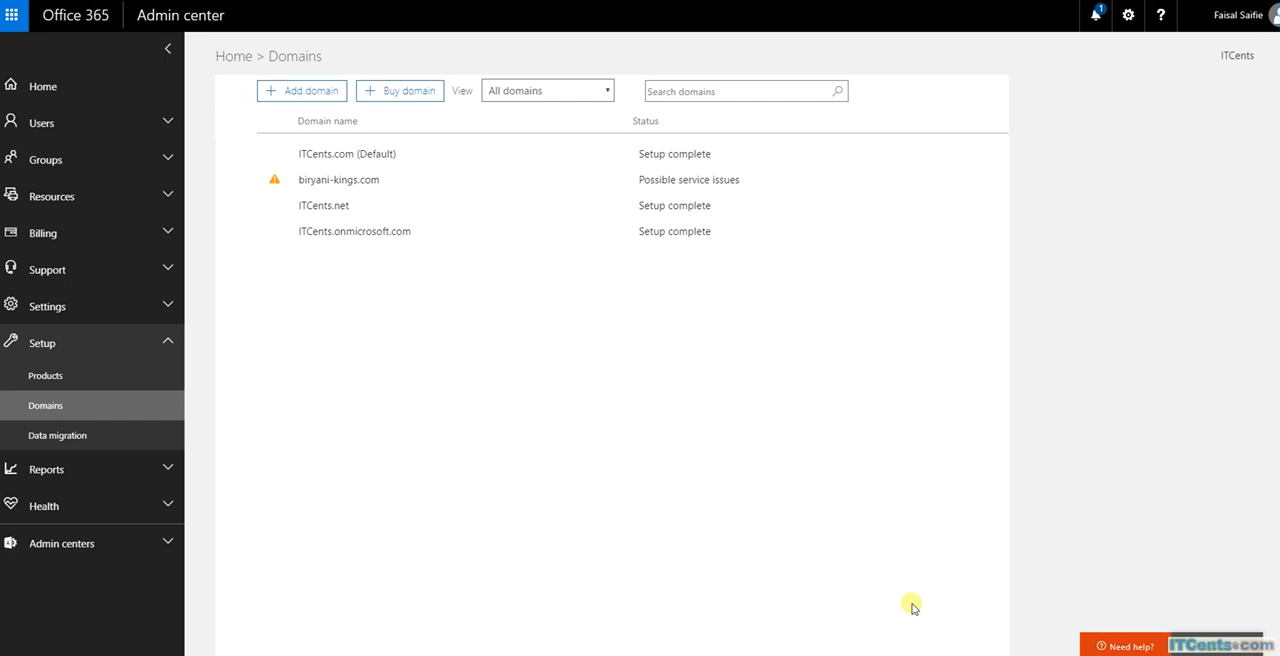 Office 365 Admin center 1 ? Faisal Saifie
Home > Domains ITCents
Home
Users
Groups
Resources
Billing
Support
Settings
Setup
Products
Domains
Data migration
Reports
Health
Admin centers
+ Add domain + Buy domain View All domains Search domains
Domain name Status
ITCents.com (Default) Setup complete
biryani-kings.com Possible service issues
ITCents.net Setup complete
ITCents.onmicrosoft.com Setup complete
Need help?
ITCents.com